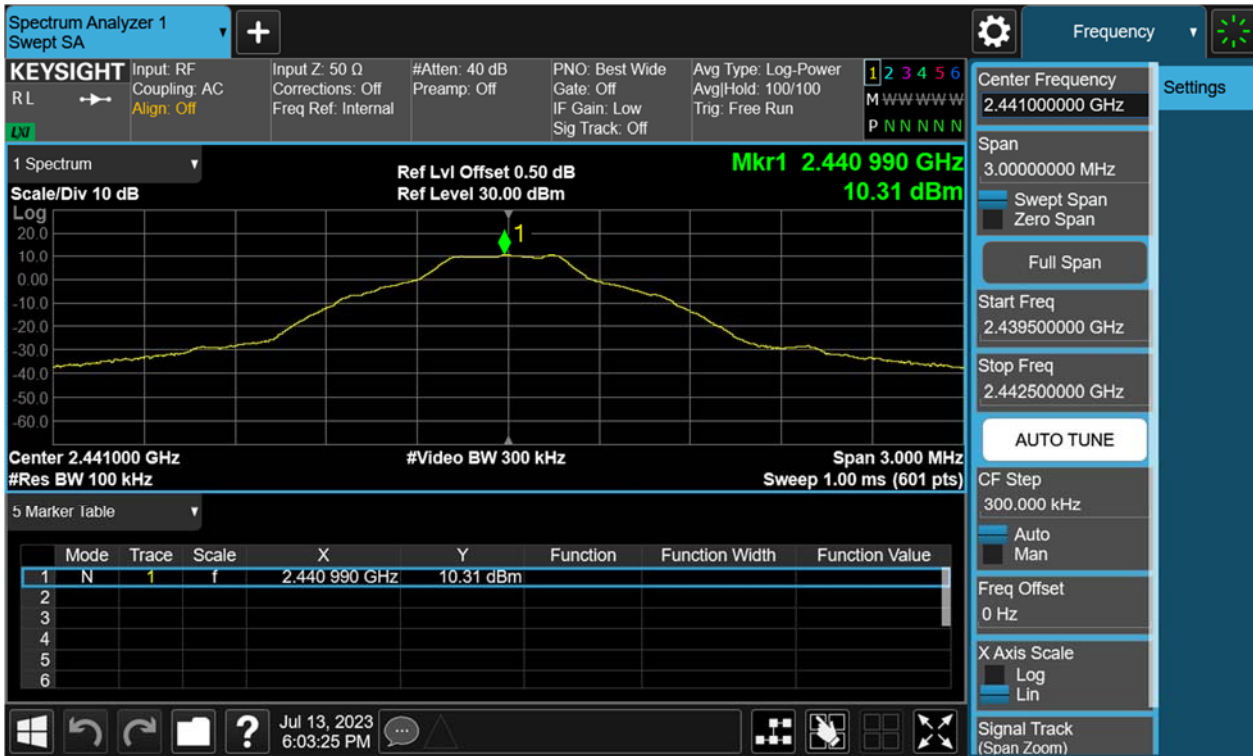 Spectrum Analyzer 1
Swept SA
Frequency
KEYSIGHT
R L
LXI
Input: RF
Coupling: AC
Align: Off
Input Z: 50 Ω
Corrections: Off
Freq Ref: Internal
#Atten: 40 dB
Preamp: Off
PNO: Best Wide
Gate: Off
IF Gain: Low
Sig Track: Off
Avg Type: Log-Power
Avg|Hold: 100/100
Trig: Free Run
1 2 3 4 5 6
M W W W W W
P N N N N N
1 Spectrum
Ref Lvl Offset 0.50 dB
Mkr1 2.440 990 GHz
Scale/Div 10 dB
Ref Level 30.00 dBm
10.31 dBm
Log
1
20.0
10.0
0.00
-10.0
-20.0
-30.0
-40.0
-50.0
-60.0
Center 2.441000 GHz
#Video BW 300 kHz
Span 3.000 MHz
#Res BW 100 kHz
Sweep 1.00 ms (601 pts)
5 Marker Table
Mode Trace Scale X Y Function Function Width Function Value
1 N 1 f 2.440 990 GHz 10.31 dBm
2
3
4
5
6
?
Jul 13, 2023
6:03:25 PM
Center Frequency
2.441000000 GHz
Settings
Span
3.00000000 MHz
Swept Span
Zero Span
Full Span
Start Freq
2.439500000 GHz
Stop Freq
2.442500000 GHz
AUTO TUNE
CF Step
300.000 kHz
Auto
Man
Freq Offset
0 Hz
X Axis Scale
Log
Lin
Signal Track
(Span Zoom)